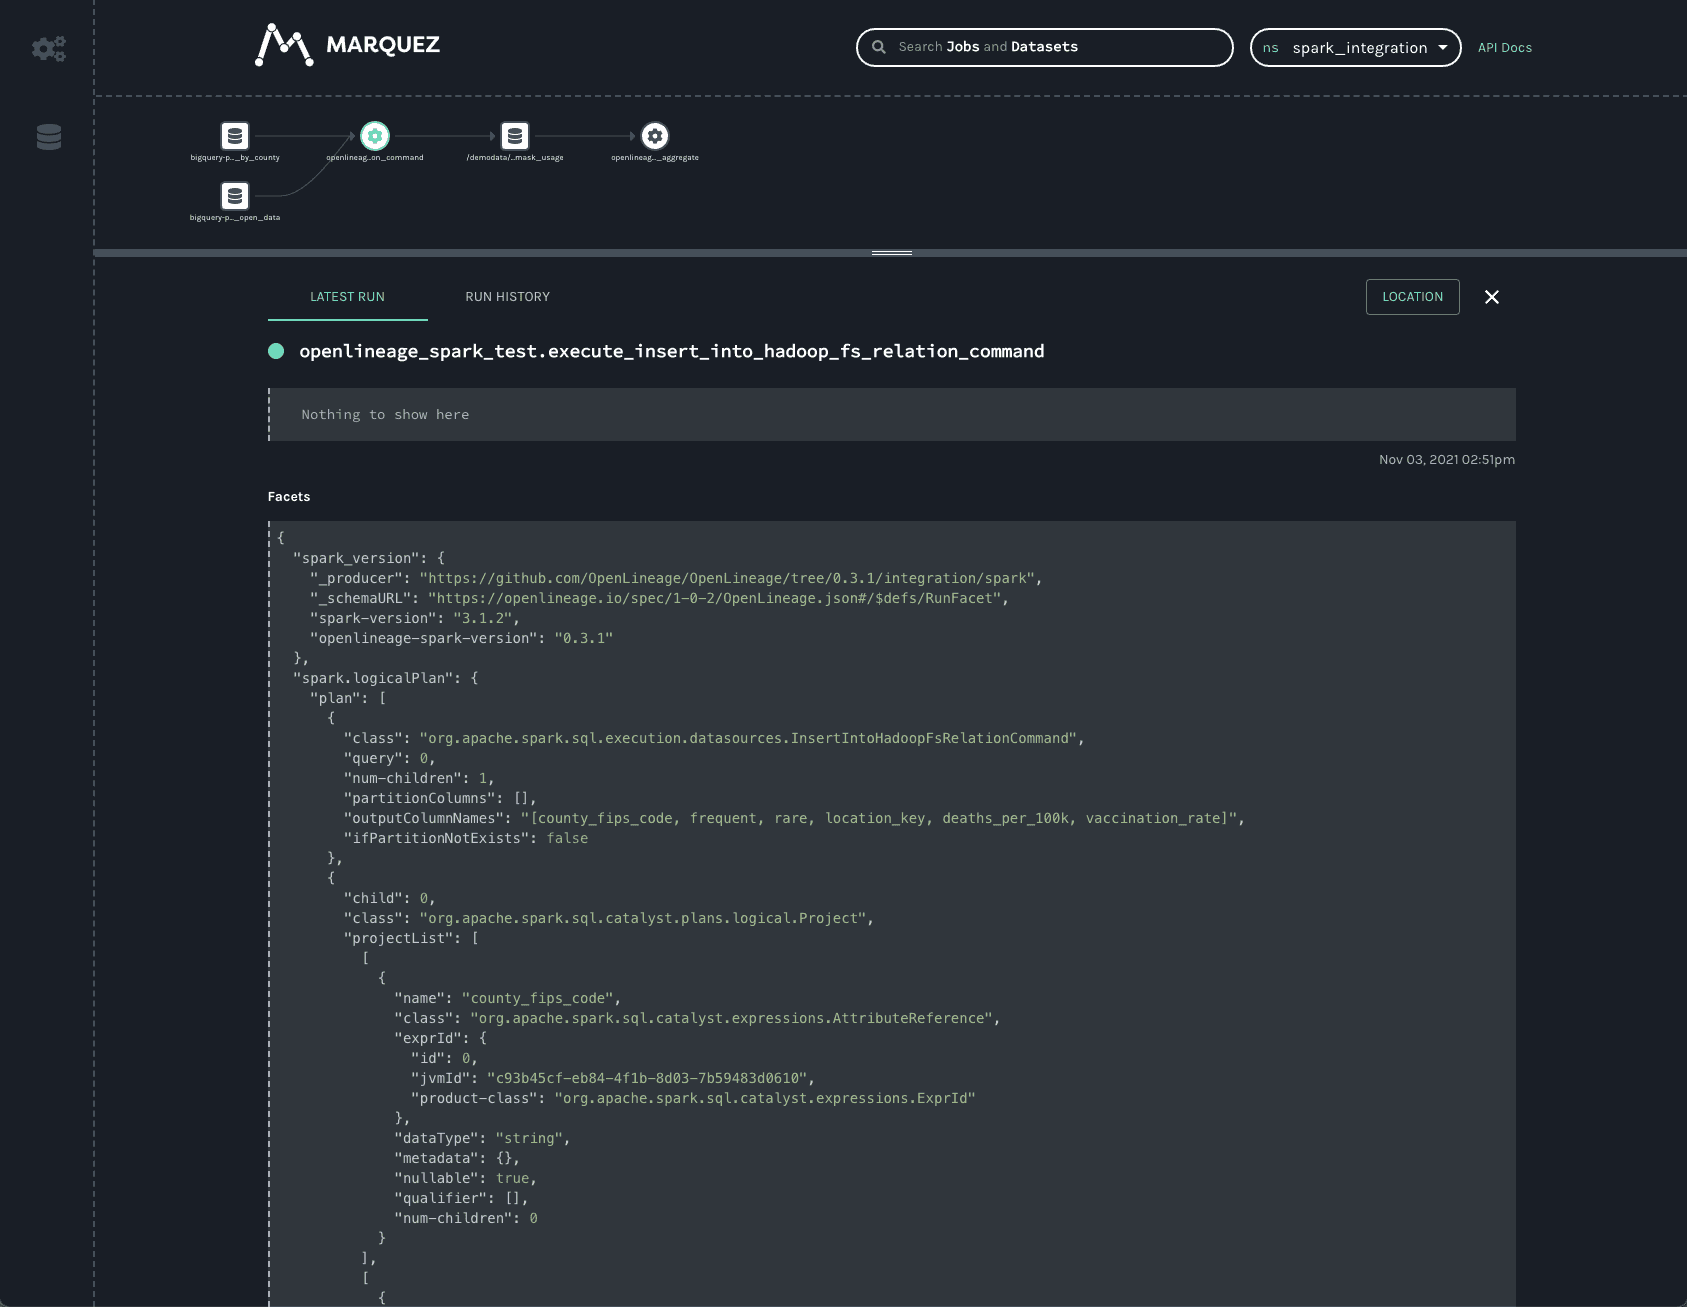 MARQUEZ
Search Jobs and Datasets
ns spark_integration
API Docs
bigquery-p..._by_county
openlineag...on_command
/demodata/...mask_usage
openlineag..._aggregate
bigquery-p..._open_data
LATEST RUN
RUN HISTORY
LOCATION
openlineage_spark_test.execute_insert_into_hadoop_fs_relation_command
Nothing to show here
Nov 03, 2021 02:51pm
Facets
{
"spark_version": {
"_producer": "https://github.com/OpenLineage/OpenLineage/tree/0.3.1/integration/spark",
"_schemaURL": "https://openlineage.io/spec/1-0-2/OpenLineage.json#/$defs/RunFacet",
"spark-version": "3.1.2",
"openlineage-spark-version": "0.3.1"
},
"spark.logicalPlan": {
"plan": [
{
"class": "org.apache.spark.sql.execution.datasources.InsertIntoHadoopFsRelationCommand",
"query": 0,
"num-children": 1,
"partitionColumns": [],
"outputColumnNames": "[county_fips_code, frequent, rare, location_key, deaths_per_100k, vaccination_rate]",
"ifPartitionNotExists": false
},
{
"child": 0,
"class": "org.apache.spark.sql.catalyst.plans.logical.Project",
"projectList": [
[
{
"name": "county_fips_code",
"class": "org.apache.spark.sql.catalyst.expressions.AttributeReference",
"exprId": {
"id": 0,
"jvmId": "c93b45cf-eb84-4f1b-8d03-7b59483d0610",
"product-class": "org.apache.spark.sql.catalyst.expressions.ExprId"
},
"dataType": "string",
"metadata": {},
"nullable": true,
"qualifier": [],
"num-children": 0
}
],
[
{